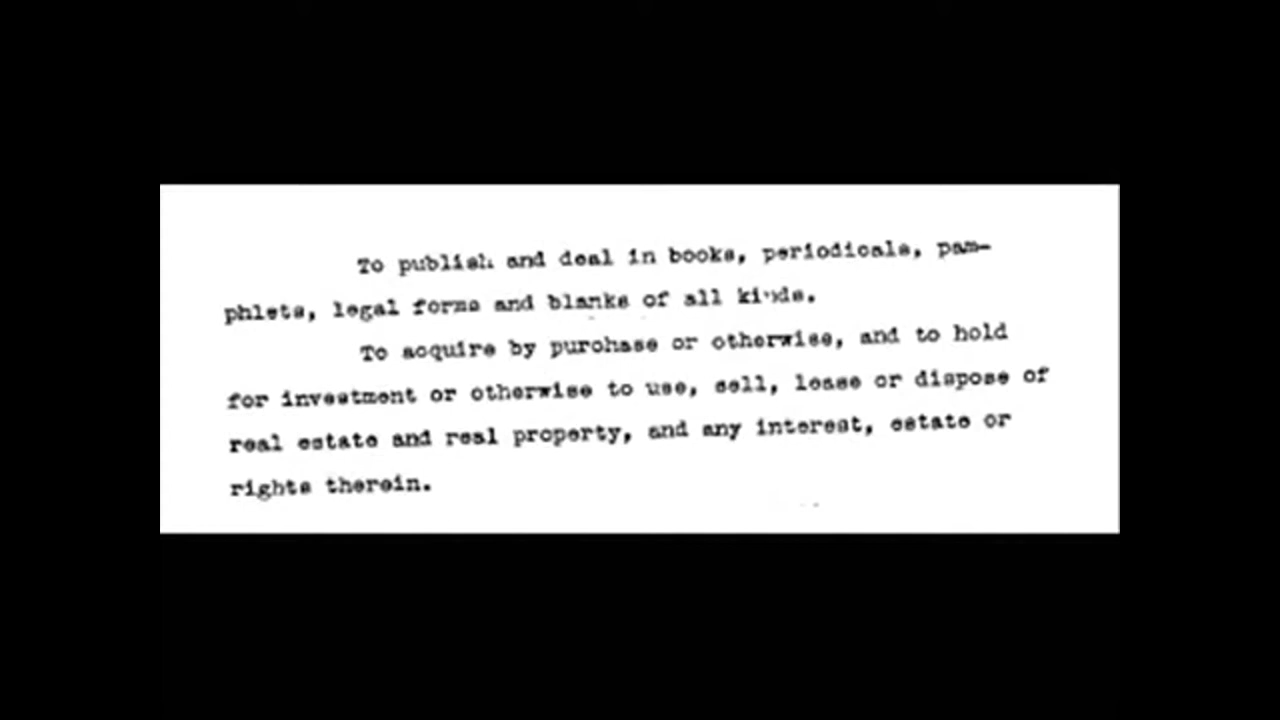 To publish and deal in books, periodicals, pam-
phlets, legal forms and blanks of all kinds.
To acquire by purchase or otherwise, and to hold
for investment or otherwise to use, sell, lease or dispose of
real estate and real property, and any interest, estate or
rights therein.